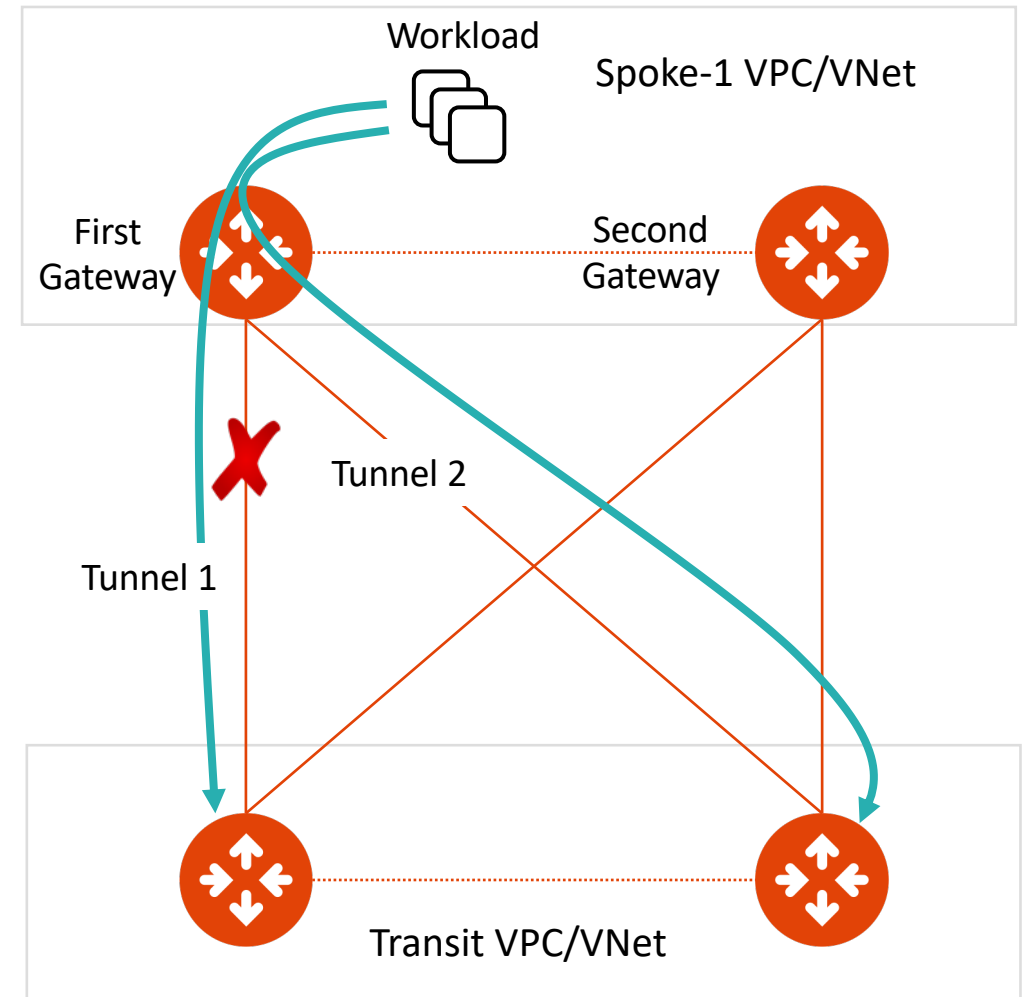 Workload
Spoke-1 VPC/VNet
First
Gateway
Second
Gateway
Tunnel 2
Tunnel 1
Transit VPC/VNet